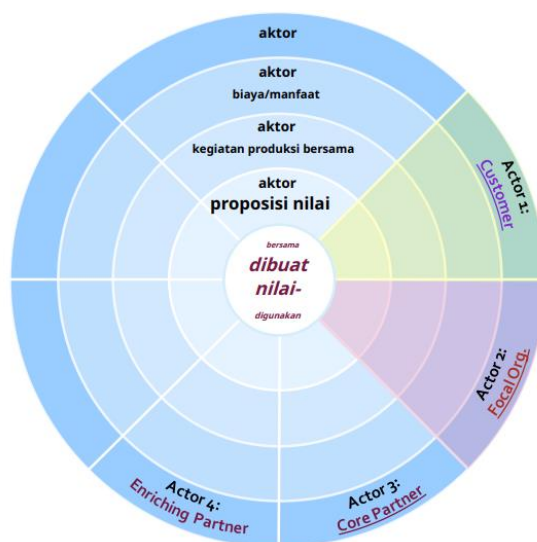 aktor
aktor
biaya/manfaat
aktor
kegiatan produksi bersama
aktor
proposisi nilai
bersama
dibuat
nilai-
digunakan
Actor 1:
Customer
Actor 2:
Focal Org.
Actor 3:
Core Partner
Actor 4:
Enriching Partner